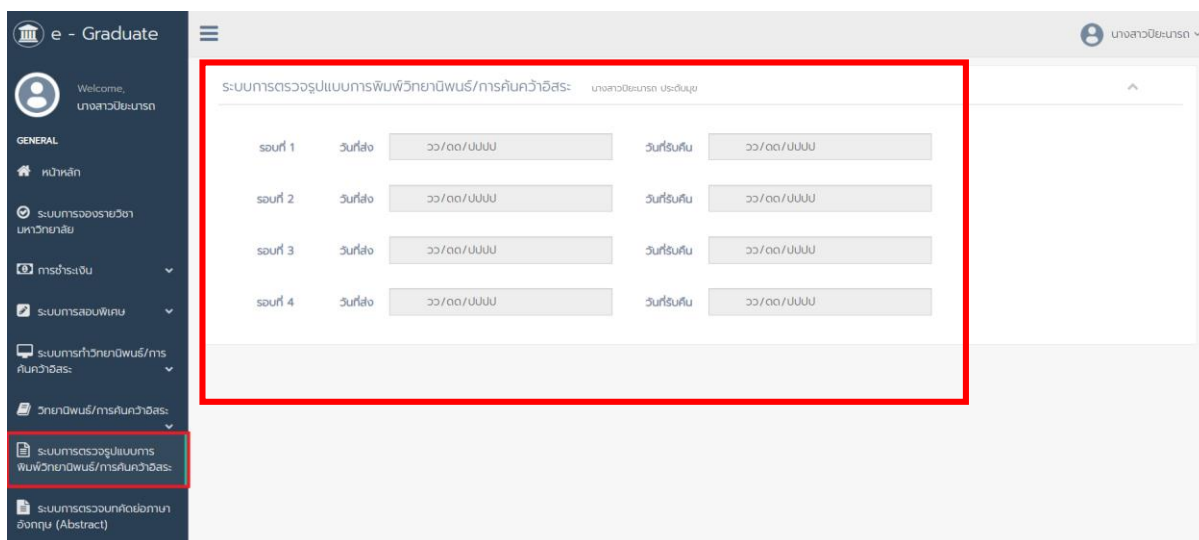 e - Graduate
นางสาวปิยะนารถ
Welcome,
นางสาวปิยะนารถ
GENERAL
หน้าหลัก
ระบบการจองรายวิชา
มหาวิทยาลัย
การชำระเงิน
ระบบการสอบพิเศษ
ระบบการทำวิทยานิพนธ์/การ
ค้นคว้าอิสระ
วิทยานิพนธ์/การค้นคว้าอิสระ
ระบบการตรวจรูปแบบการ
พิมพ์วิทยานิพนธ์/การค้นคว้าอิสระ
ระบบการตรวจบทคัดย่อภาษา
อังกฤษ (Abstract)
ระบบการตรวจรูปแบบการพิมพ์วิทยานิพนธ์/การค้นคว้าอิสระ นางสาวปิยะนารถ ประดับมุข
รอบที่ 1 วันที่ส่ง วว/ดด/ปปปป วันที่รับคืน วว/ดด/ปปปป
รอบที่ 2 วันที่ส่ง วว/ดด/ปปปป วันที่รับคืน วว/ดด/ปปปป
รอบที่ 3 วันที่ส่ง วว/ดด/ปปปป วันที่รับคืน วว/ดด/ปปปป
รอบที่ 4 วันที่ส่ง วว/ดด/ปปปป วันที่รับคืน วว/ดด/ปปปป